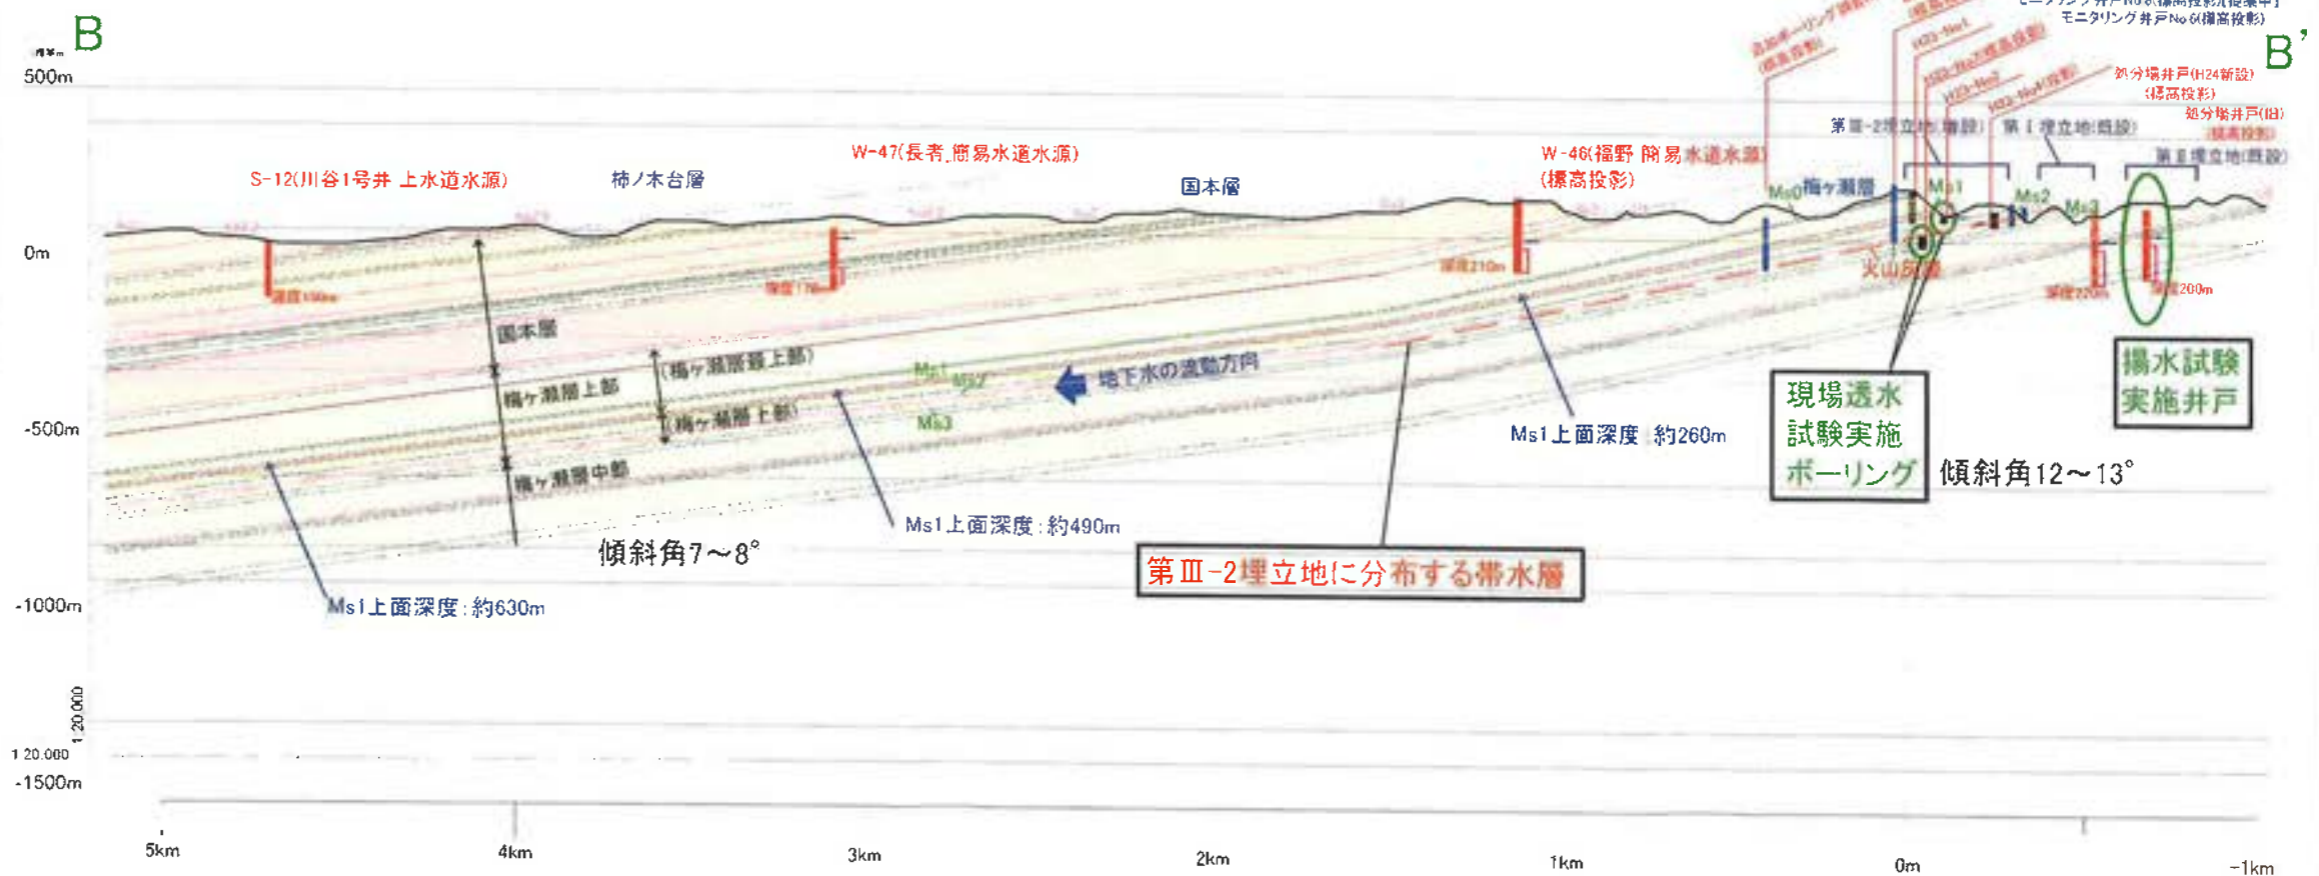 B
500m
0m
-500m
-1000m
-1500m
1:20,000
1 20.000
S-12(川谷1号井 上水道水源)
柿ノ木台層
W-47(長者 簡易水道水源)
国本層
W-46(福野 簡易水道水源)
(標高投影)
(標高投影)
H23-No1
H23-No2
モニタリング井戸No6(標高投影)
B’
処分場井戸(H24新設)
(標高投影)
処分場井戸(旧)
(標高投影)
第Ⅲ-2埋立地(増設)
第Ⅰ埋立地(既設)
第Ⅱ埋立地(既設)
Ms0
梅ヶ瀬層
Ms1
Ms2
Ms3
深度210m
深度220m
深度200m
国本層
梅ヶ瀬層上部
梅ヶ瀬層中部
(梅ヶ瀬層最上部)
(梅ヶ瀬層上部)
Ms1
Ms2
Ms3
地下水の流動方向
Ms1上面深度:約260m
Ms1上面深度:約490m
Ms1上面深度:約630m
傾斜角7～8°
傾斜角12～13°
第Ⅲ-2埋立地に分布する帯水層
現場透水
試験実施
ボーリング
揚水試験
実施井戸
5km
4km
3km
2km
1km
0m
-1km